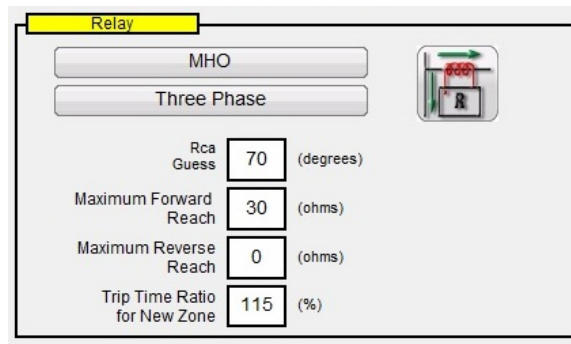 Relay
MHO
Three Phase
R
Rca
Guess
70
(degrees)
Maximum Forward
Reach
30
(ohms)
Maximum Reverse
Reach
0
(ohms)
Trip Time Ratio
for New Zone
115
(%)